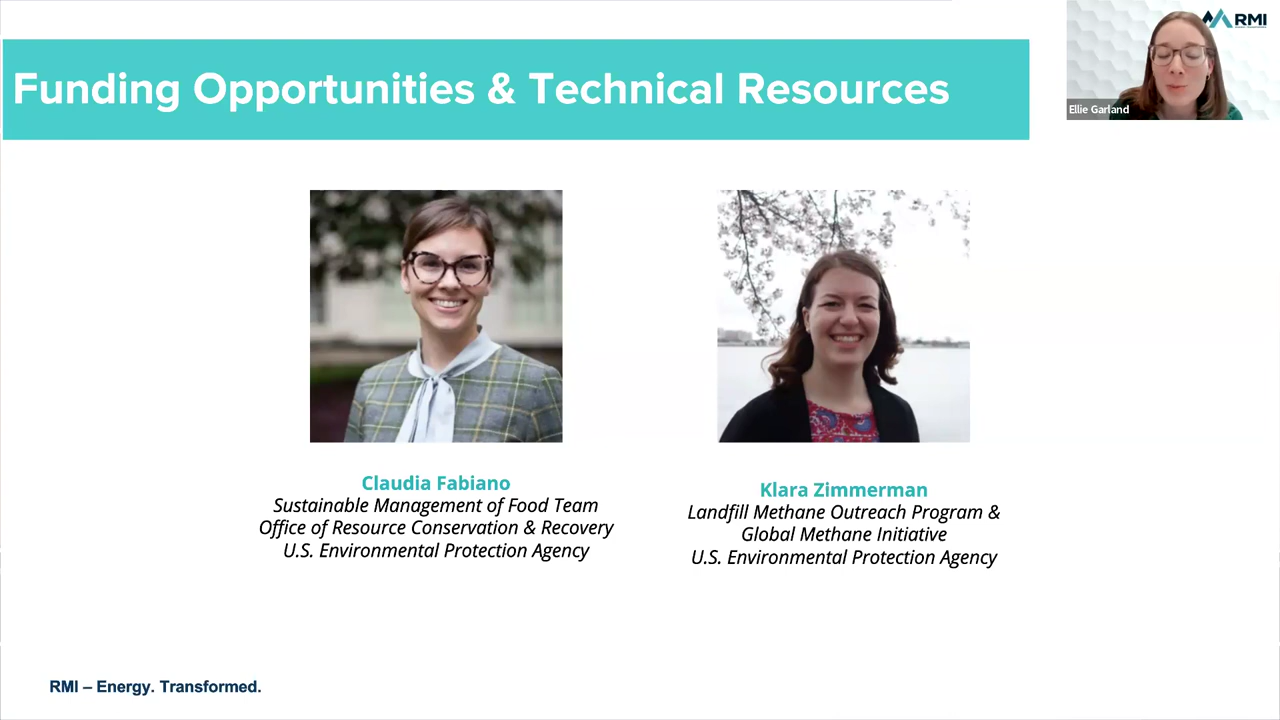 RMI
Funding Opportunities & Technical Resources
Ellie Garland
Claudia Fabiano
Sustainable Management of Food Team
Office of Resource Conservation & Recovery
U.S. Environmental Protection Agency
Klara Zimmerman
Landfill Methane Outreach Program &
Global Methane Initiative
U.S. Environmental Protection Agency
RMI – Energy. Transformed.